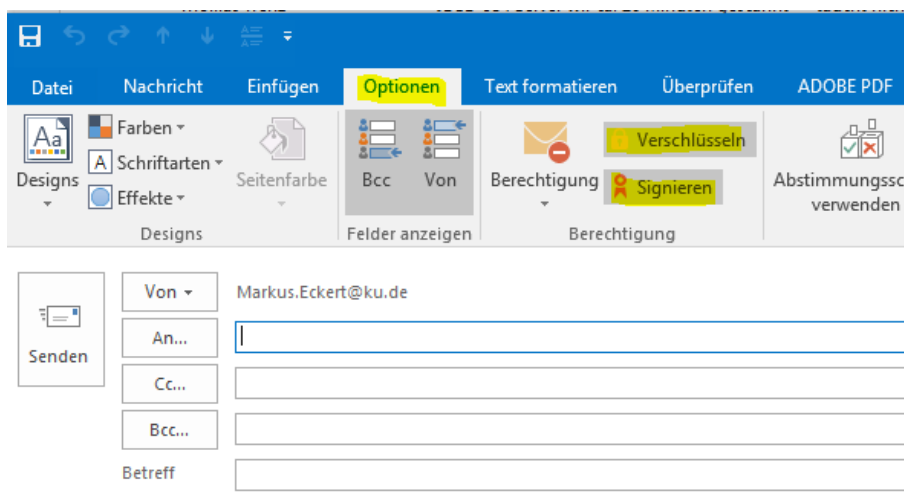 Datei Nachricht Einfügen Optionen Text formatieren Überprüfen ADOBE PDF
Aa Farben
A Schriftarten
Designs Effekte
Seitenfarbe
Bcc Von
Berechtigung
Verschlüsseln
Signieren
verwenden
Designs Felder anzeigen Berechtigung
Von Markus.Eckert@ku.de
An...
Senden
Cc...
Bcc...
Betreff